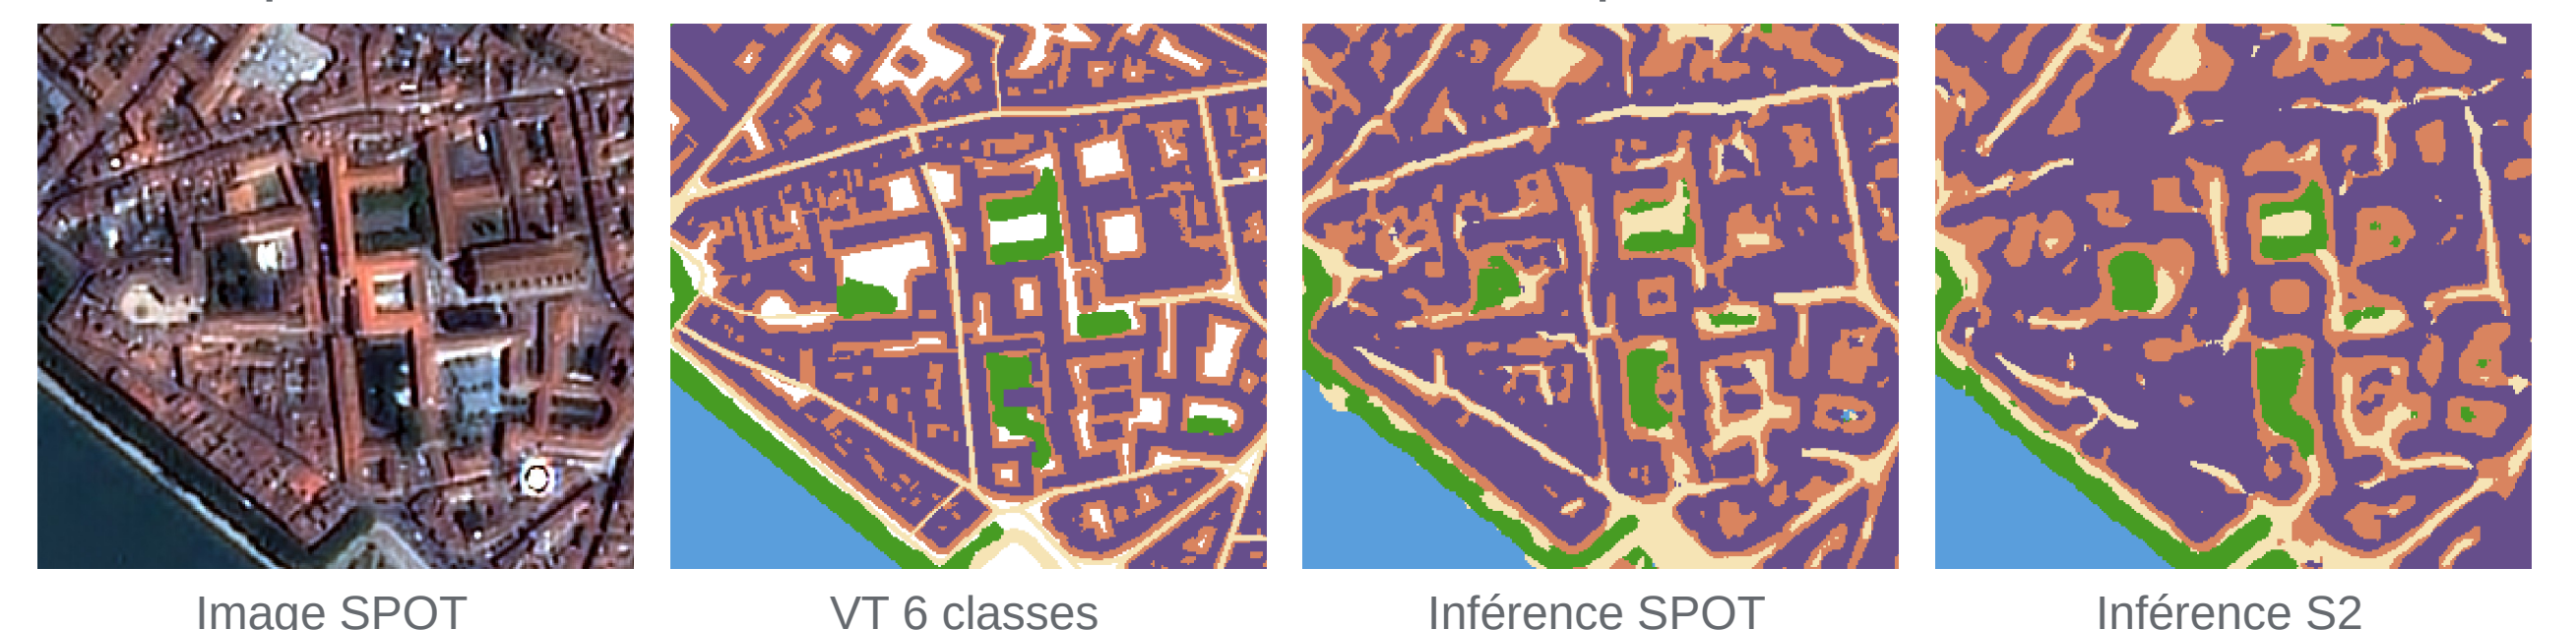 Image SPOT
VT 6 classes
Inférence SPOT
Inférence S2